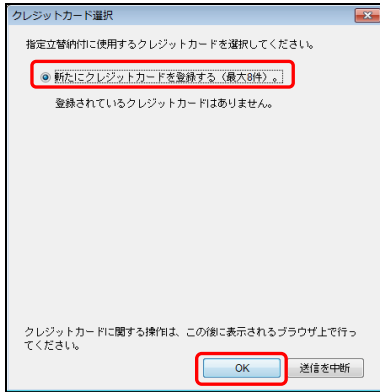 クレジットカード選択
指定立替納付に使用するクレジットカードを選択してください。
新たにクレジットカードを登録する（最大8件）。
登録されているクレジットカードはありません。
クレジットカードに関する操作は、この後に表示されるブラウザ上で行っ
てください。
OK
送信を中断